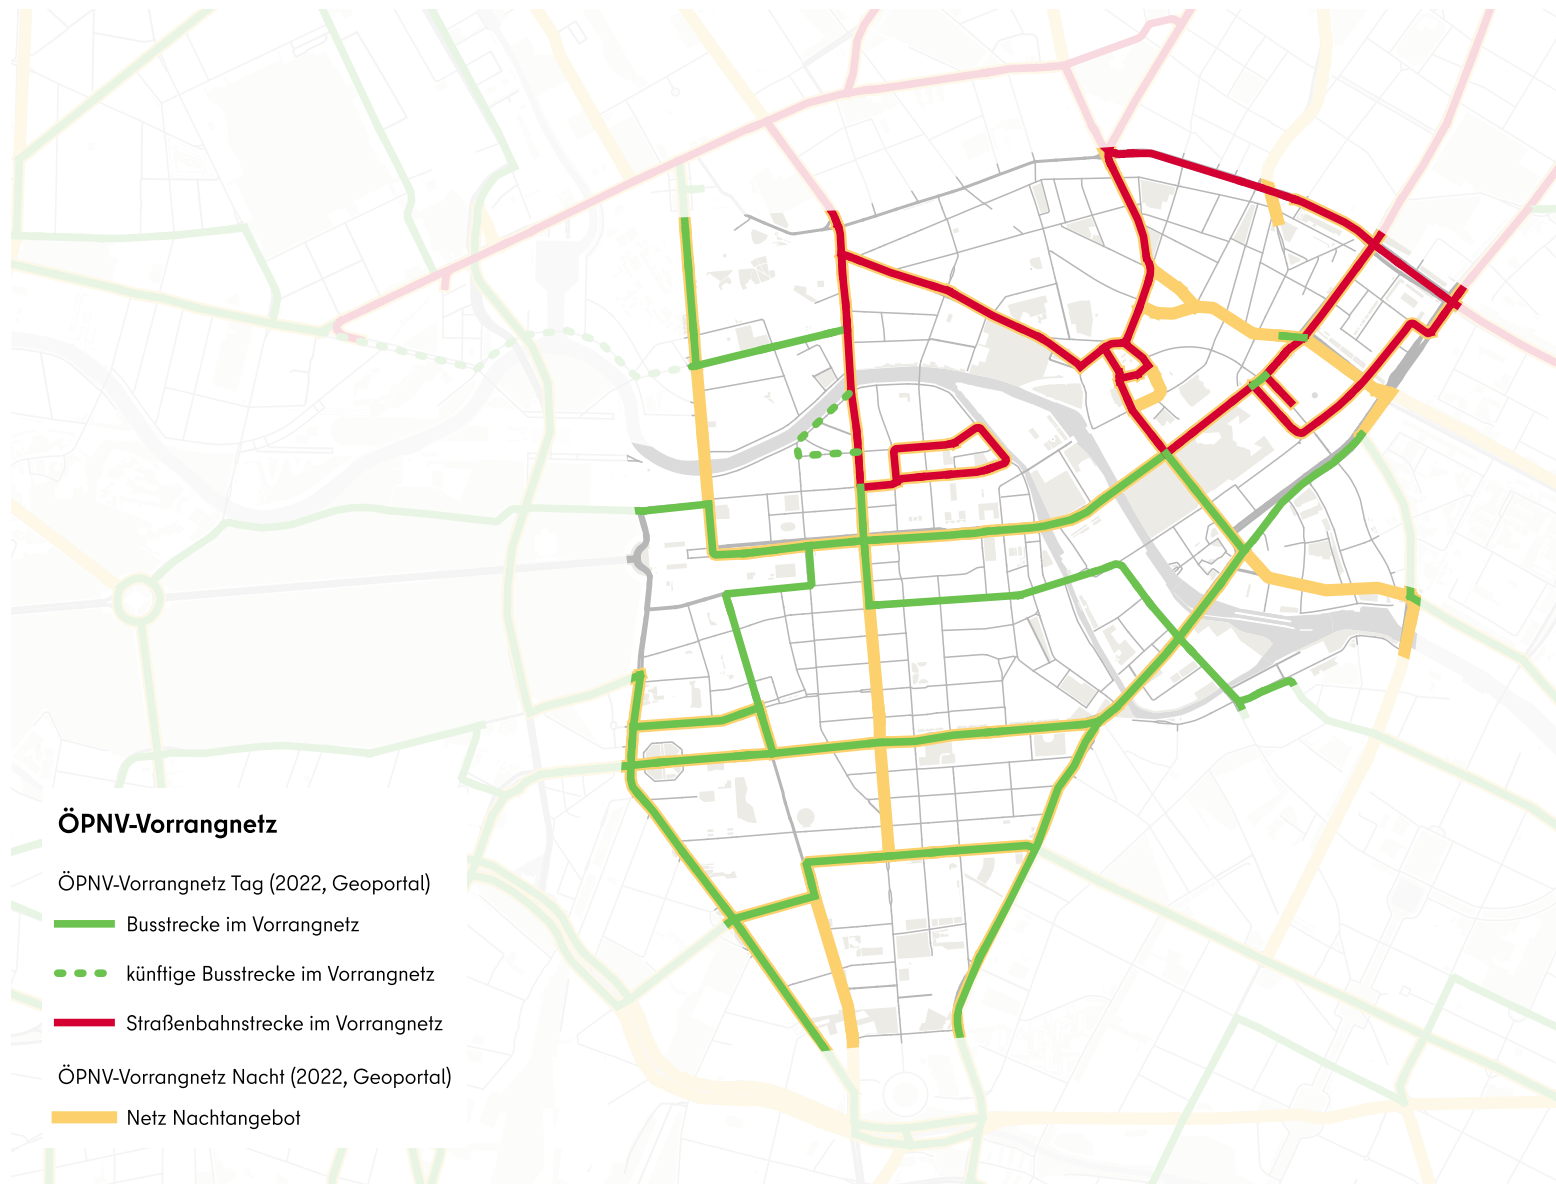 ÖPNV-Vorrangnetz
ÖPNV-Vorrangnetz Tag (2022, Geoportal)
Busstrecke im Vorrangnetz
künftige Busstrecke im Vorrangnetz
Straßenbahnstrecke im Vorrangnetz
ÖPNV-Vorrangnetz Nacht (2022, Geoportal)
Netz Nachtangebot